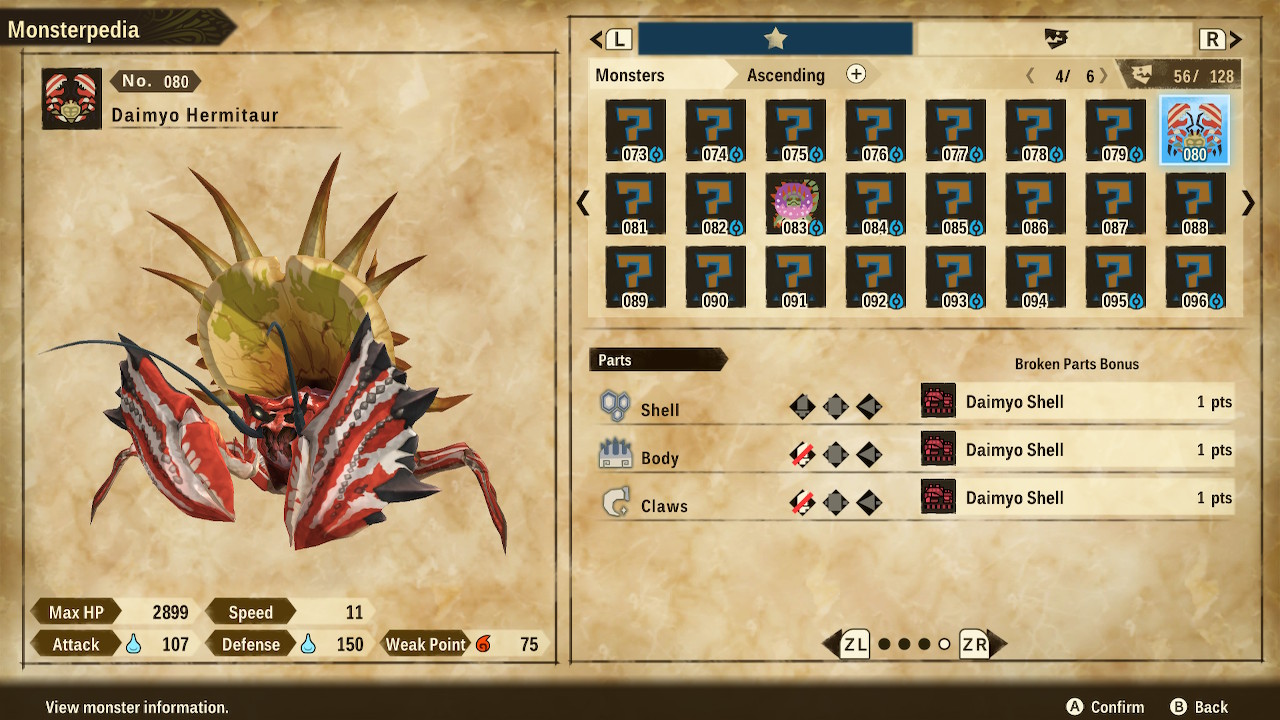 Monsterpedia
No. 080
Daimyo Hermitaur
L
R
Monsters
Ascending
4/ 6
56/ 128
073
074
075
076
077
078
079
080
081
082
083
084
085
086
087
088
089
090
091
092
093
094
095
096
Parts
Broken Parts Bonus
Shell
Daimyo Shell 1 pts
Body
Daimyo Shell 1 pts
Claws
Daimyo Shell 1 pts
Max HP 2899
Speed 11
Attack 107
Defense 150
Weak Point 75
ZL
ZR
View monster information.
A Confirm
B Back